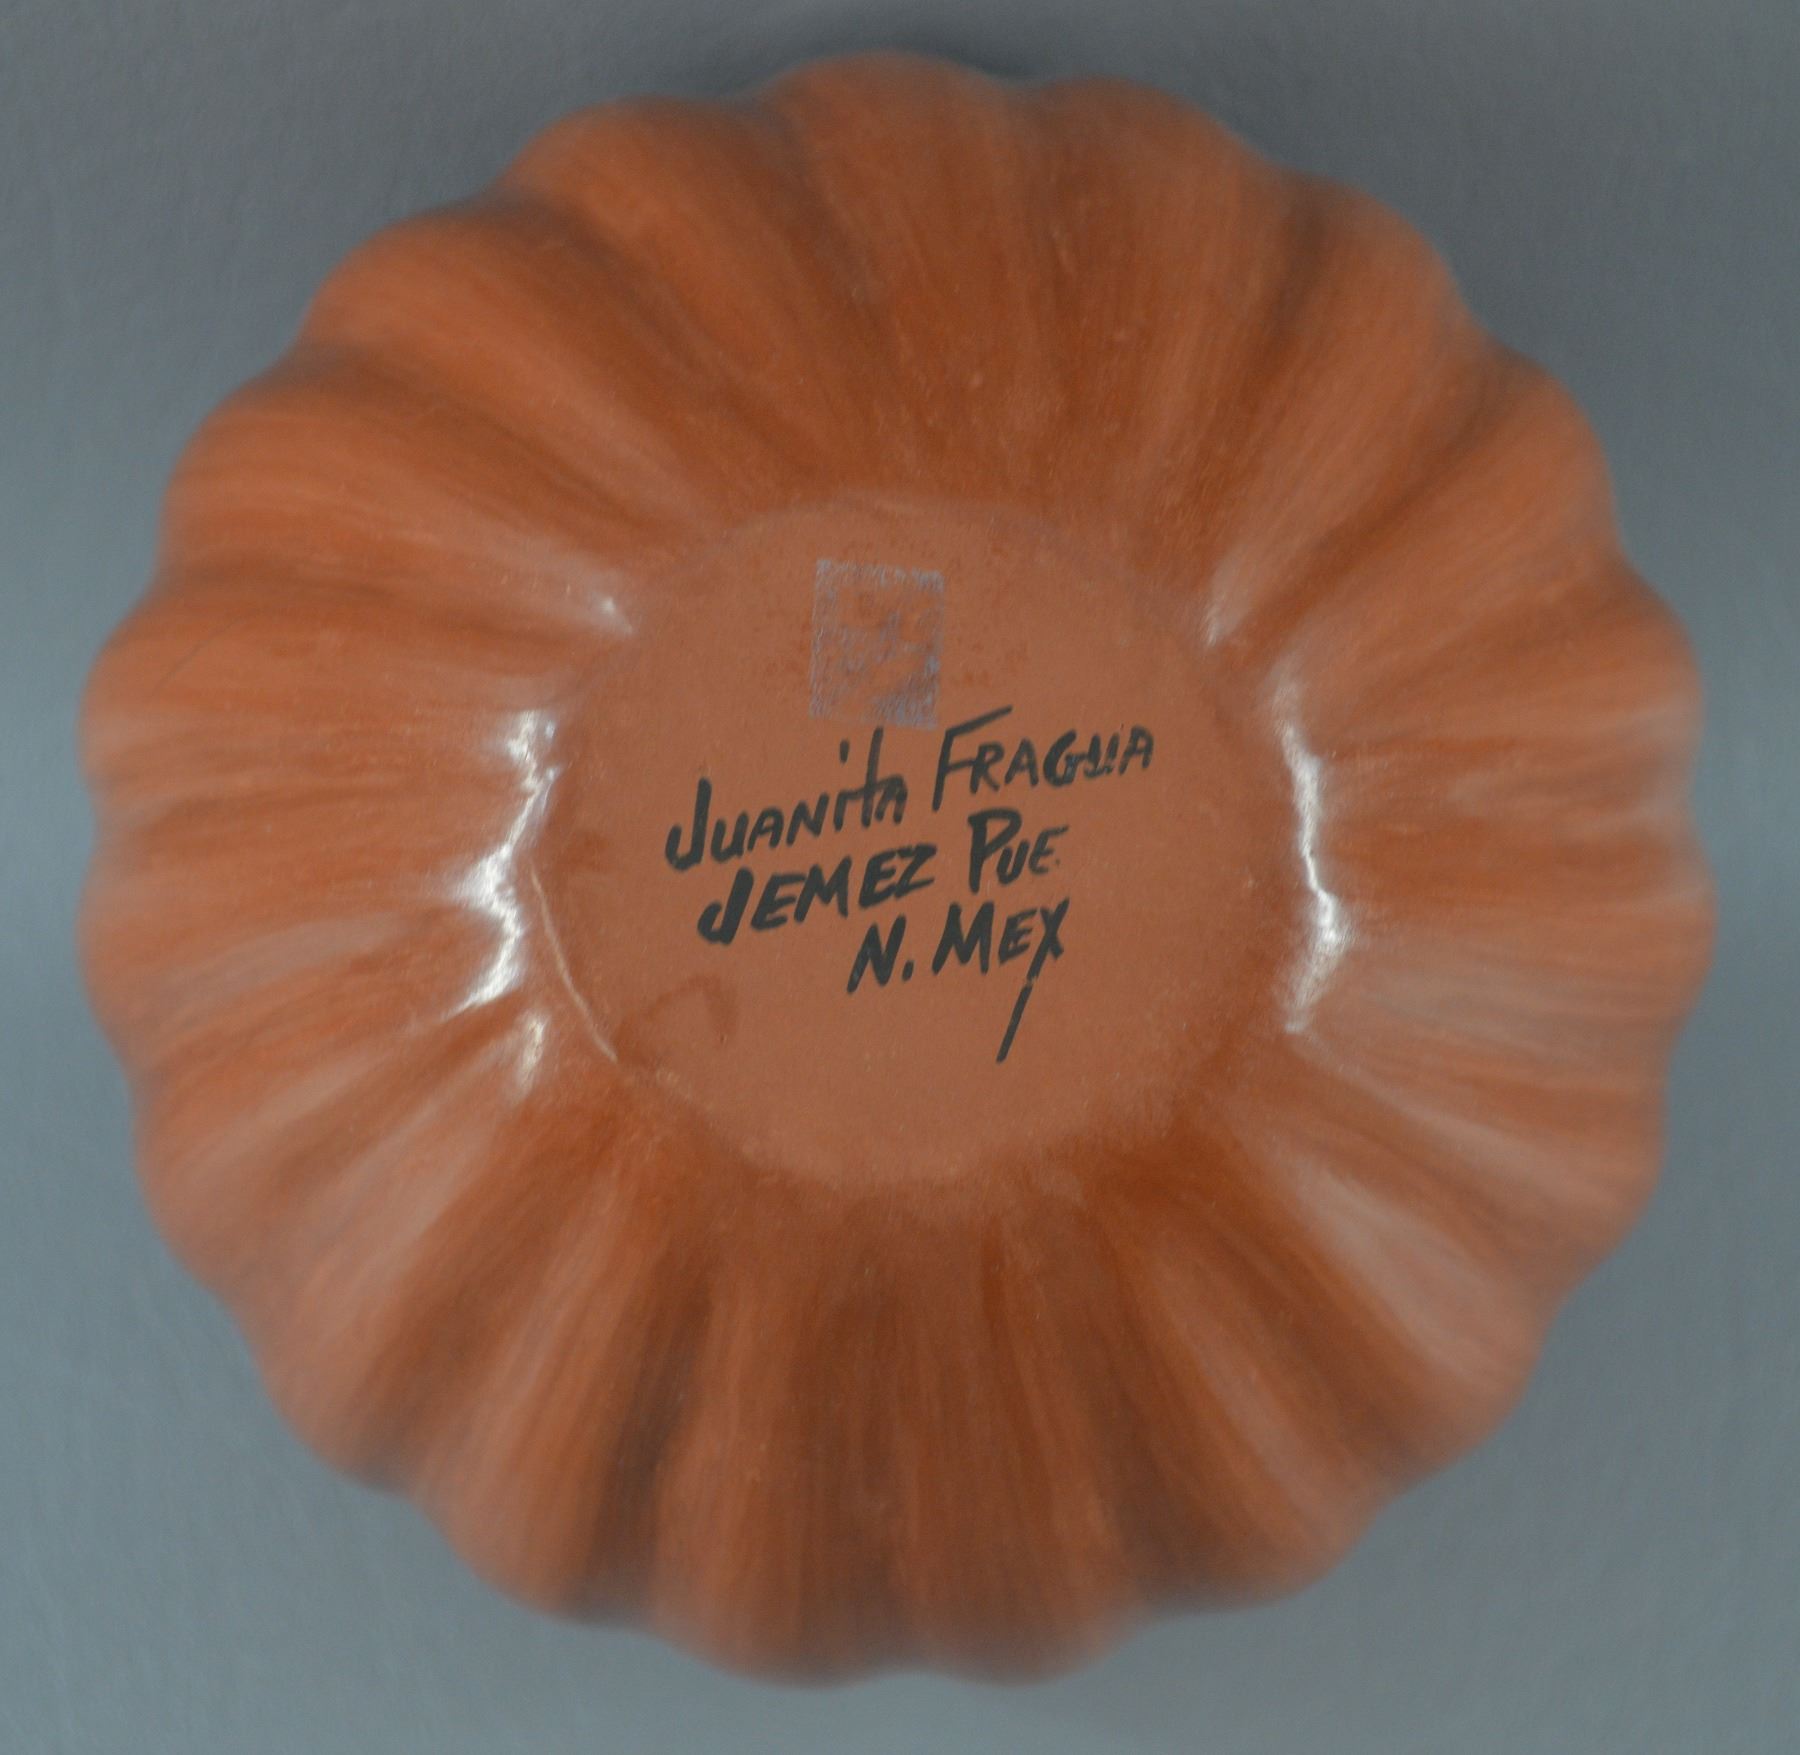 Juanita Fragua
Jemez Pue.
N. Mex